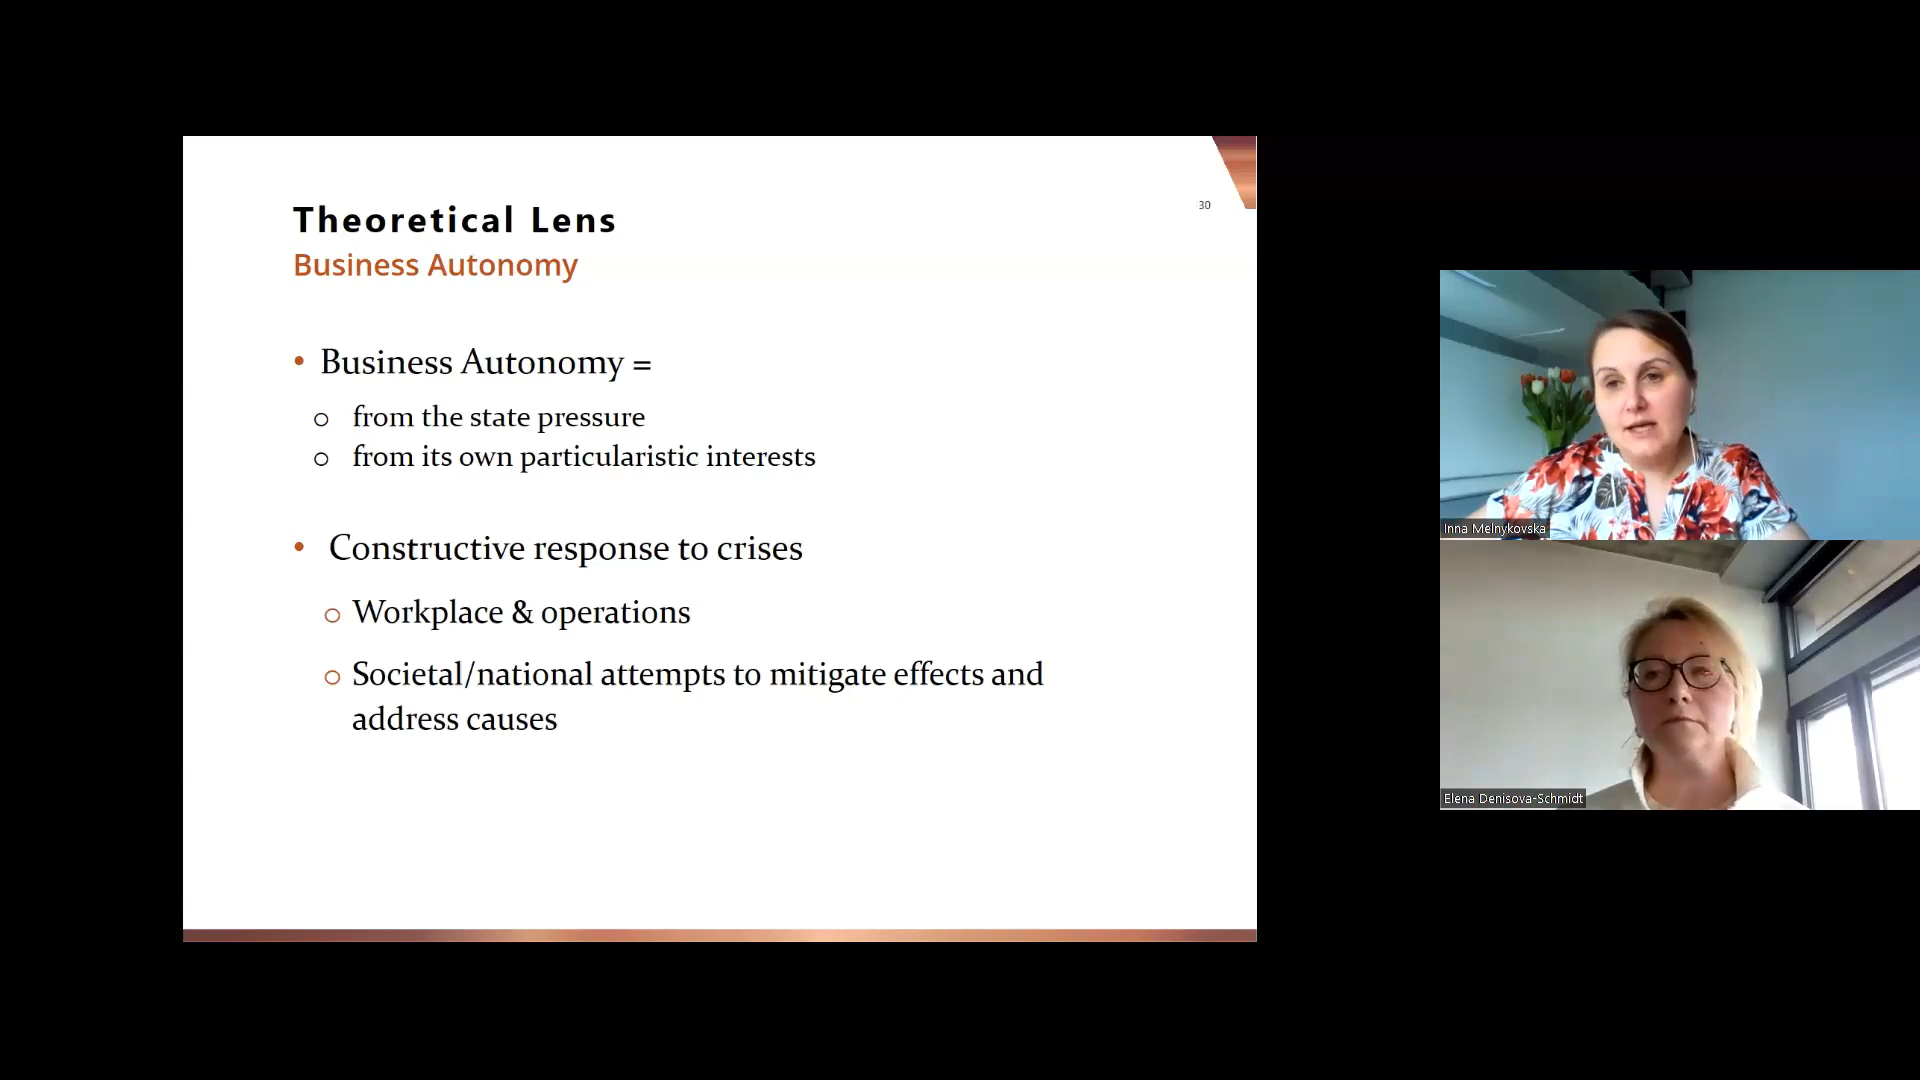 Theoretical Lens
30
Business Autonomy
• Business Autonomy =
o from the state pressure
o from its own particularistic interests
• Constructive response to crises
o Workplace & operations
o Societal/national attempts to mitigate effects and
address causes
Inna Melnykovska
Elena Denisova-Schmidt